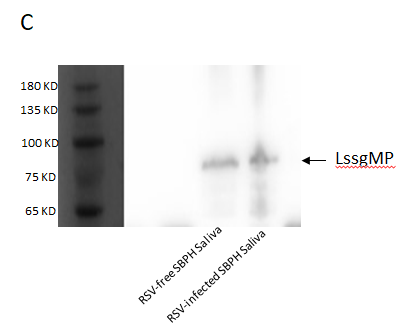 C
180 KD
135 KD
100 KD
75 KD
65 KD
LssgMP
RSV-free SBPH Saliva
RSV-infected SBPH Saliva